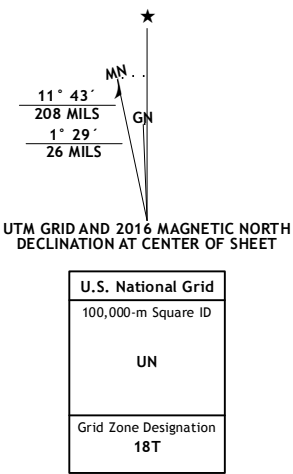 ★
MN
11° 43´
208 MILS
GN
1° 29´
26 MILS
UTM GRID AND 2016 MAGNETIC NORTH
DECLINATION AT CENTER OF SHEET
U.S. National Grid
100,000-m Square ID
UN
Grid Zone Designation
18T